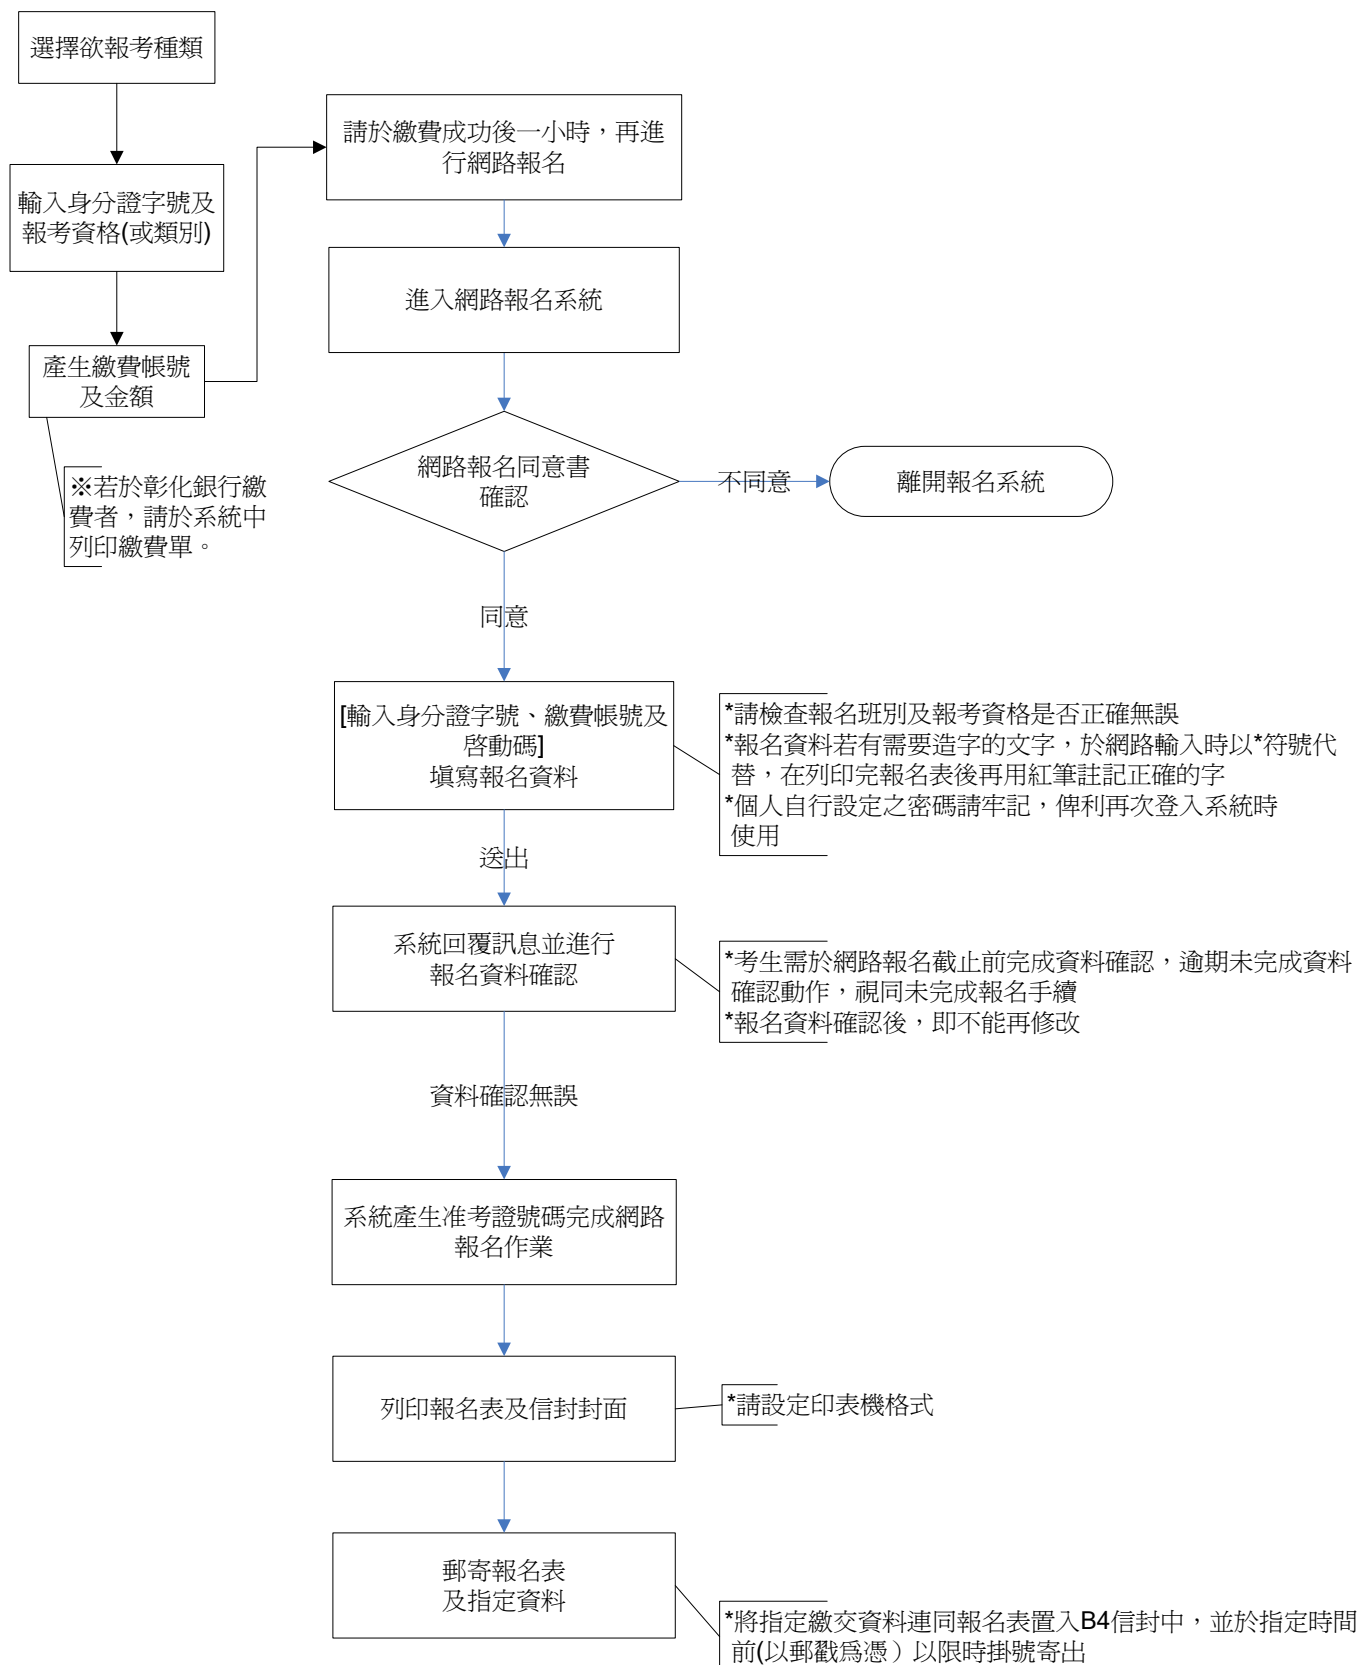 選擇欲報考種類
輸入身分證字號及
報考資格(或類別)
產生繳費帳號
及金額
※若於彰化銀行繳
費者，請於系統中
列印繳費單。
請於繳費成功後一小時，再進
行網路報名
進入網路報名系統
網路報名同意書
確認
不同意
離開報名系統
同意
[輸入身分證字號、繳費帳號及
啓動碼]
填寫報名資料
*請檢查報名班別及報考資格是否正確無誤
*報名資料若有需要造字的文字，於網路輸入時以*符號代
替，在列印完報名表後再用紅筆註記正確的字
*個人自行設定之密碼請牢記，俾利再次登入系統時
使用
送出
系統回覆訊息並進行
報名資料確認
*考生需於網路報名截止前完成資料確認，逾期未完成資料
確認動作，視同未完成報名手續
*報名資料確認後，即不能再修改
資料確認無誤
系統產生准考證號碼完成網路
報名作業
列印報名表及信封封面
*請設定印表機格式
郵寄報名表
及指定資料
*將指定繳交資料連同報名表置入B4信封中，並於指定時間
前(以郵戳爲憑）以限時掛號寄出